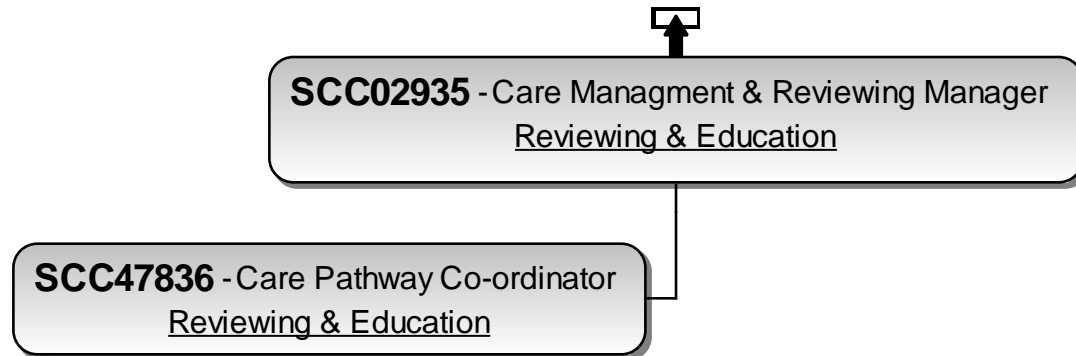 SCC02935 - Care Managment & Reviewing Manager
Reviewing & Education
SCC47836 - Care Pathway Co-ordinator
Reviewing & Education